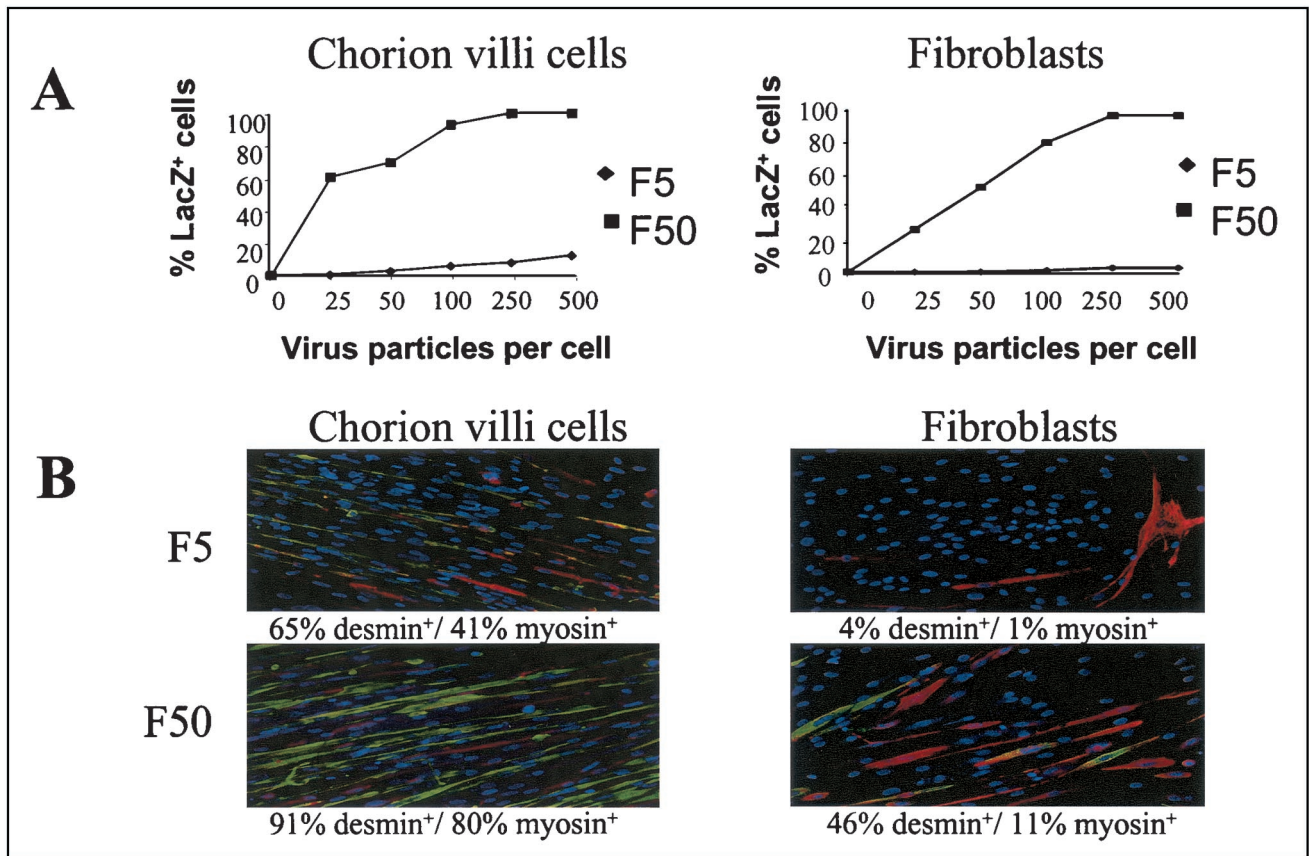 A
Chorion villi cells
% LacZ⁺ cells
100
80
60
40
20
0
0 25 50 100 250 500
Virus particles per cell
F5
F50
Fibroblasts
% LacZ⁺ cells
100
80
60
40
20
0
0 25 50 100 250 500
Virus particles per cell
F5
F50
B
Chorion villi cells
Fibroblasts
F5
65% desmin⁺/ 41% myosin⁺
4% desmin⁺/ 1% myosin⁺
F50
91% desmin⁺/ 80% myosin⁺
46% desmin⁺/ 11% myosin⁺